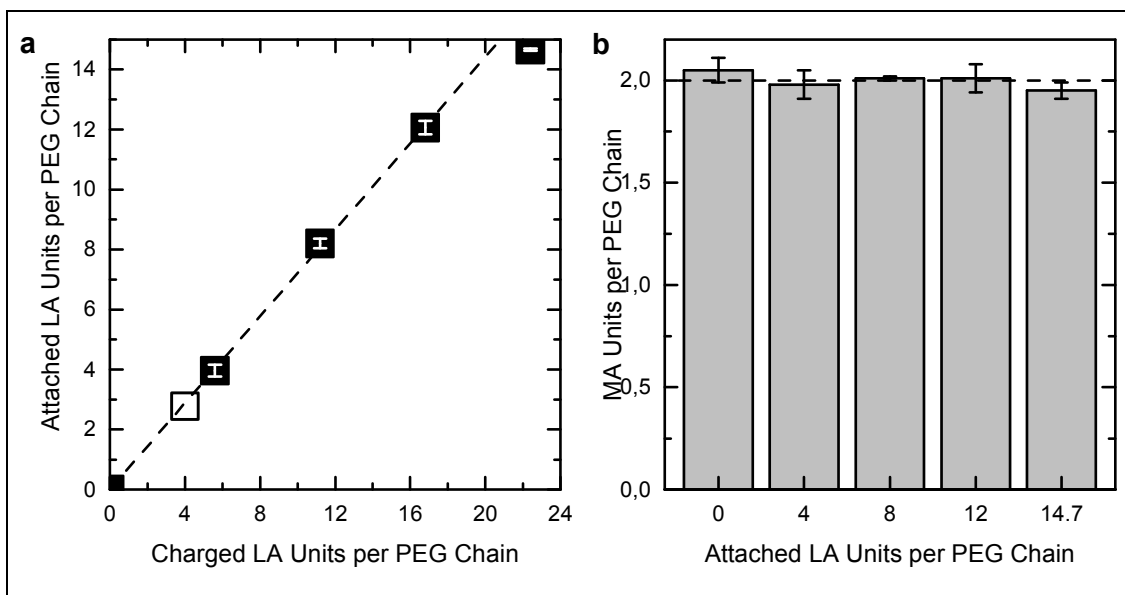 a
14
12
10
8
6
4
2
0
Attached LA Units per PEG Chain
0 4 8 12 16 20 24
Charged LA Units per PEG Chain
b
2,0
1,5
1,0
0,5
0,0
MA Units per PEG Chain
0 4 8 12 14.7
Attached LA Units per PEG Chain